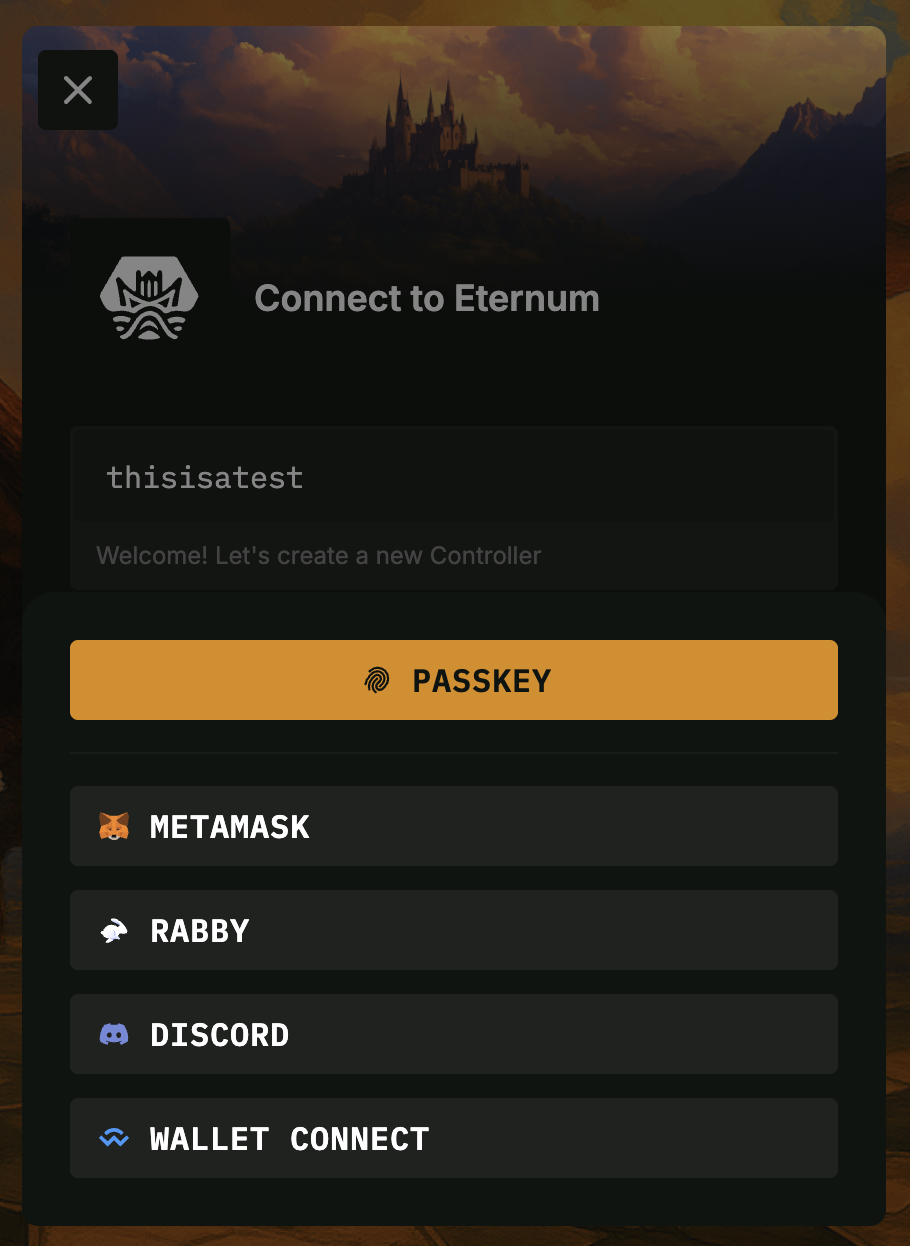 Connect to Eternum
thisisatest
Welcome! Let's create a new Controller
PASSKEY
METAMASK
RABBY
DISCORD
WALLET CONNECT